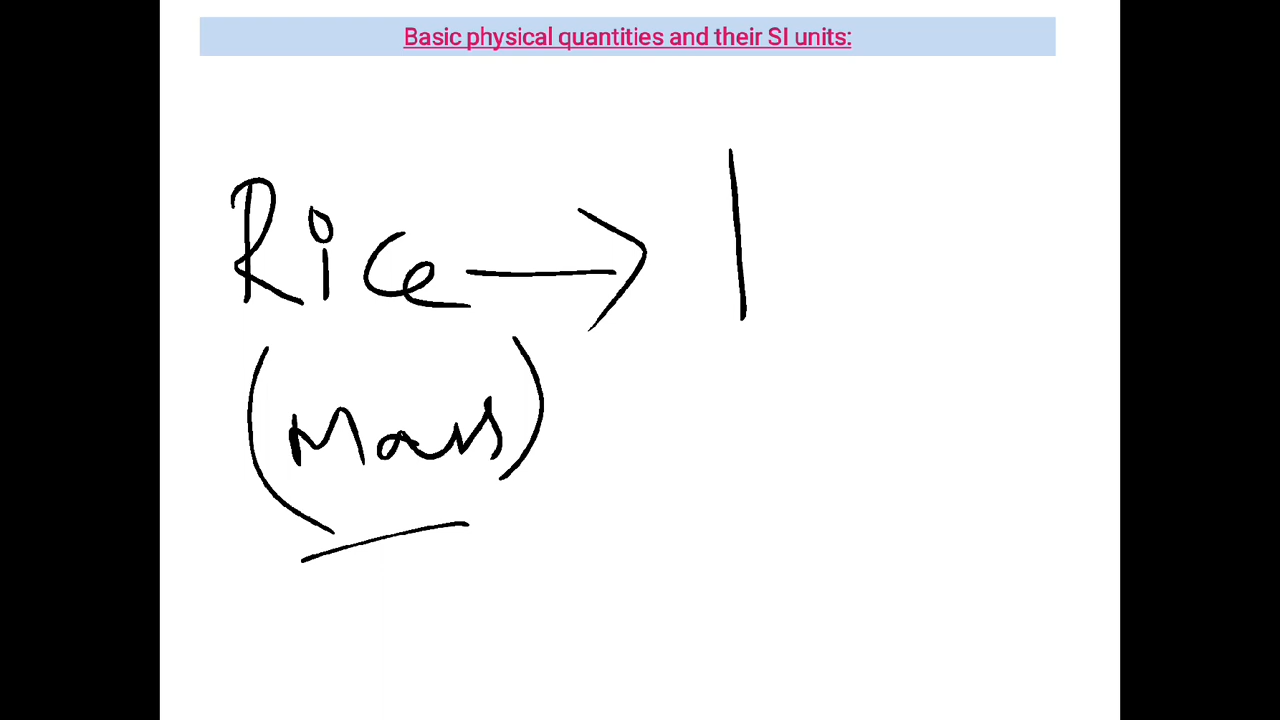 Basic physical quantities and their SI units:
Rice → 1
(Mass)